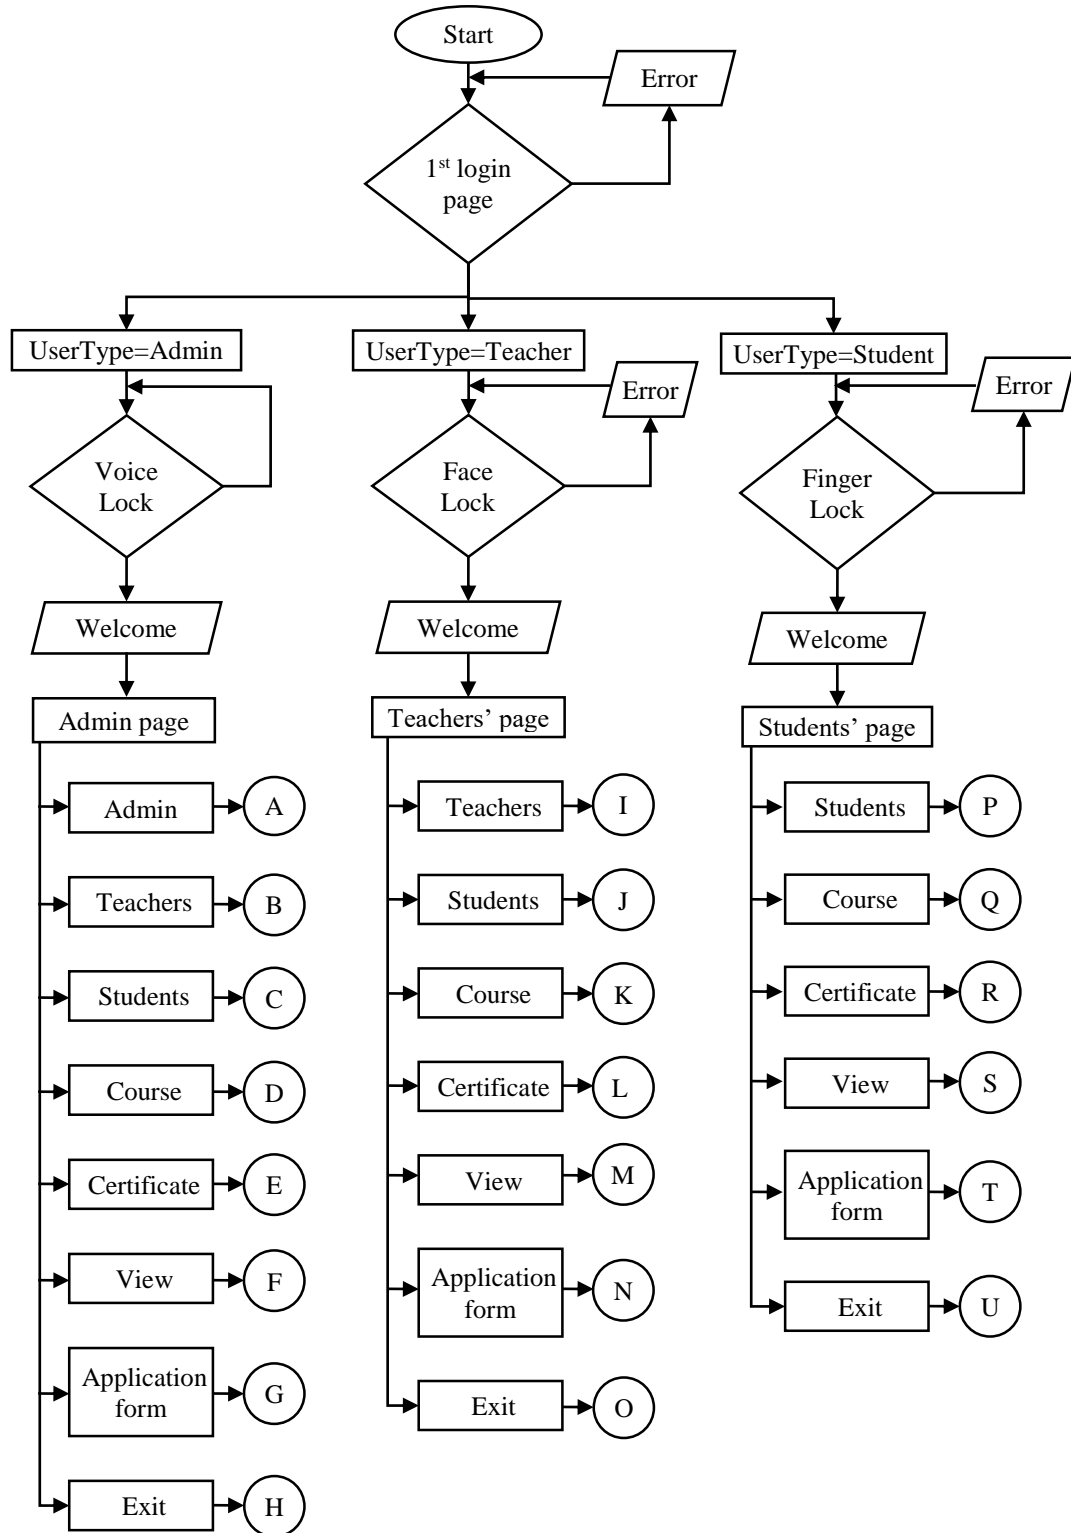 Start
Error
1st login
page
UserType=Admin
UserType=Teacher
UserType=Student
Error
Error
Voice
Lock
Face
Lock
Finger
Lock
Welcome
Welcome
Welcome
Admin page
Teachers’ page
Students’ page
Admin
A
Teachers
B
Students
C
Course
D
Certificate
E
View
F
Application
form
G
Exit
H
Teachers
I
Students
J
Course
K
Certificate
L
View
M
Application
form
N
Exit
O
Students
P
Course
Q
Certificate
R
View
S
Application
form
T
Exit
U